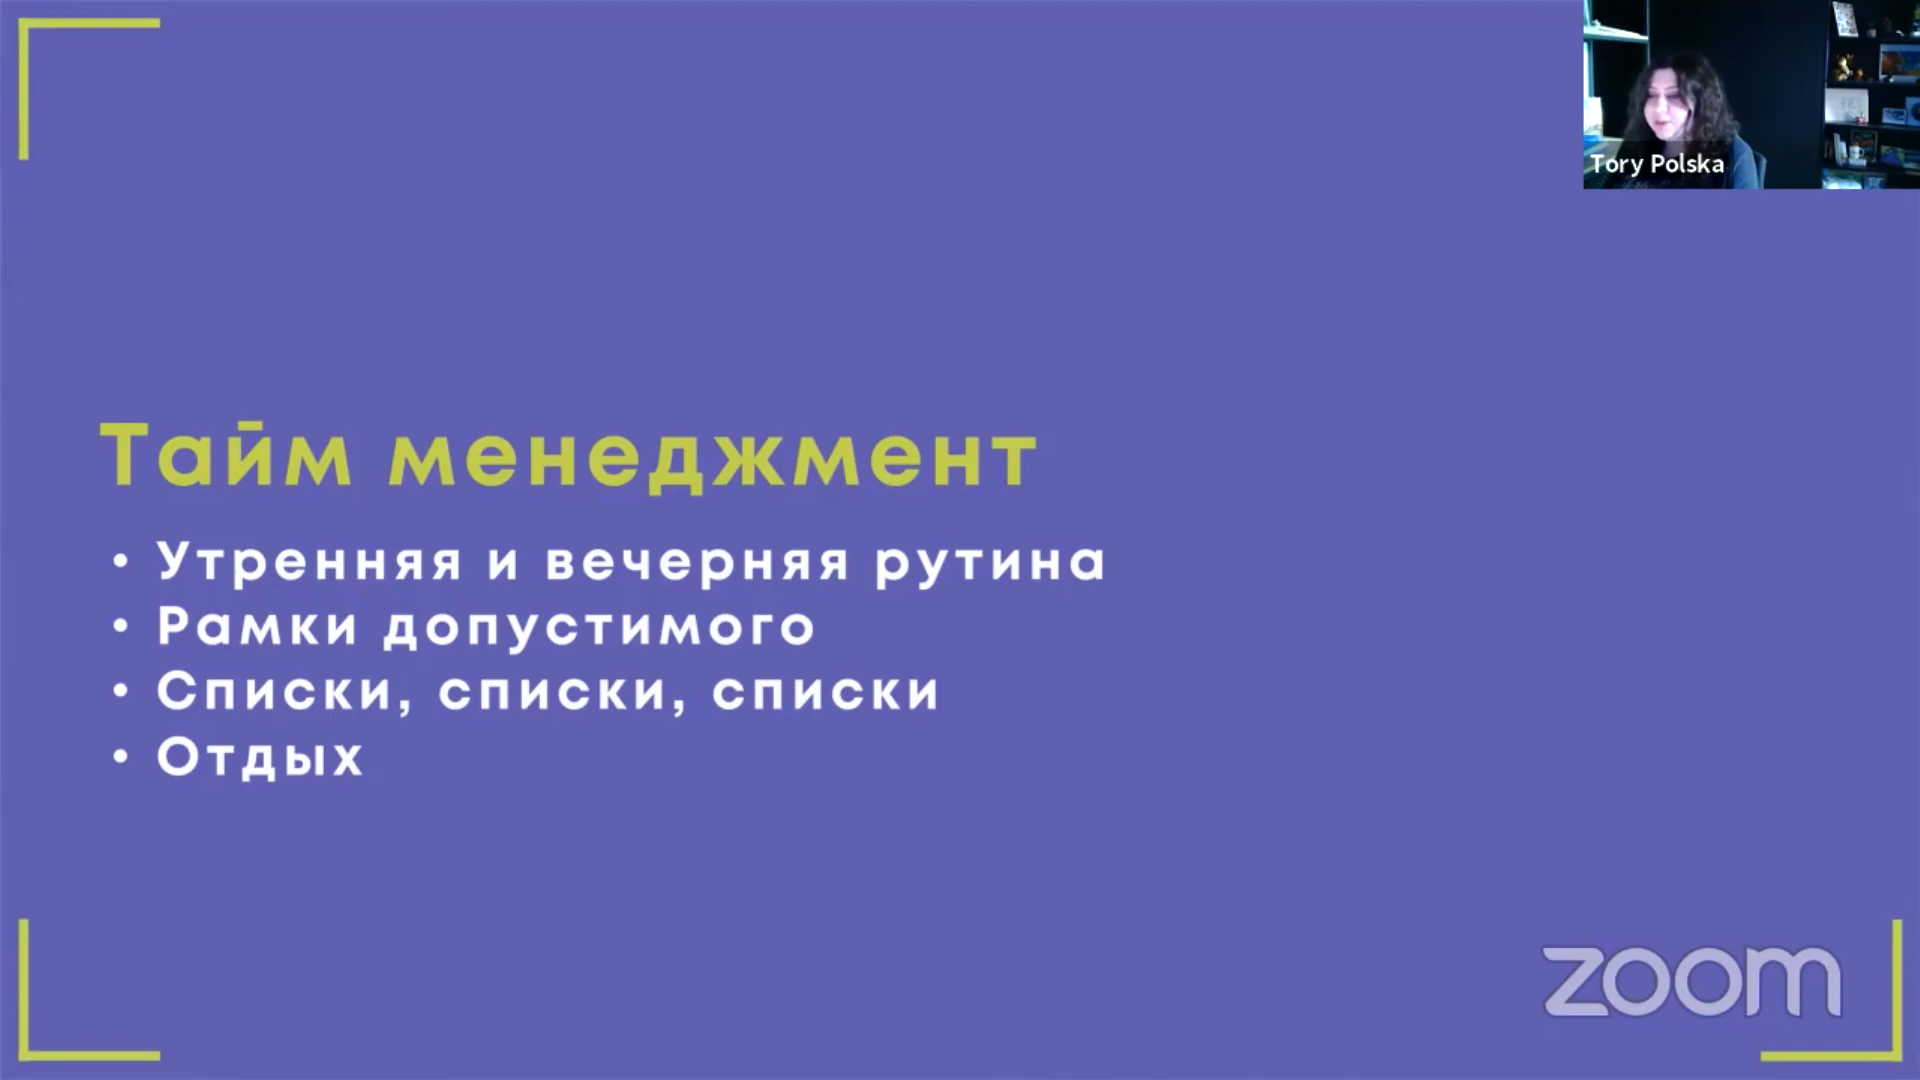 Tory Polska
Тайм менеджмент
• Утренняя и вечерняя рутина
• Рамки допустимого
• Списки, списки, списки
• Отдых
zoom